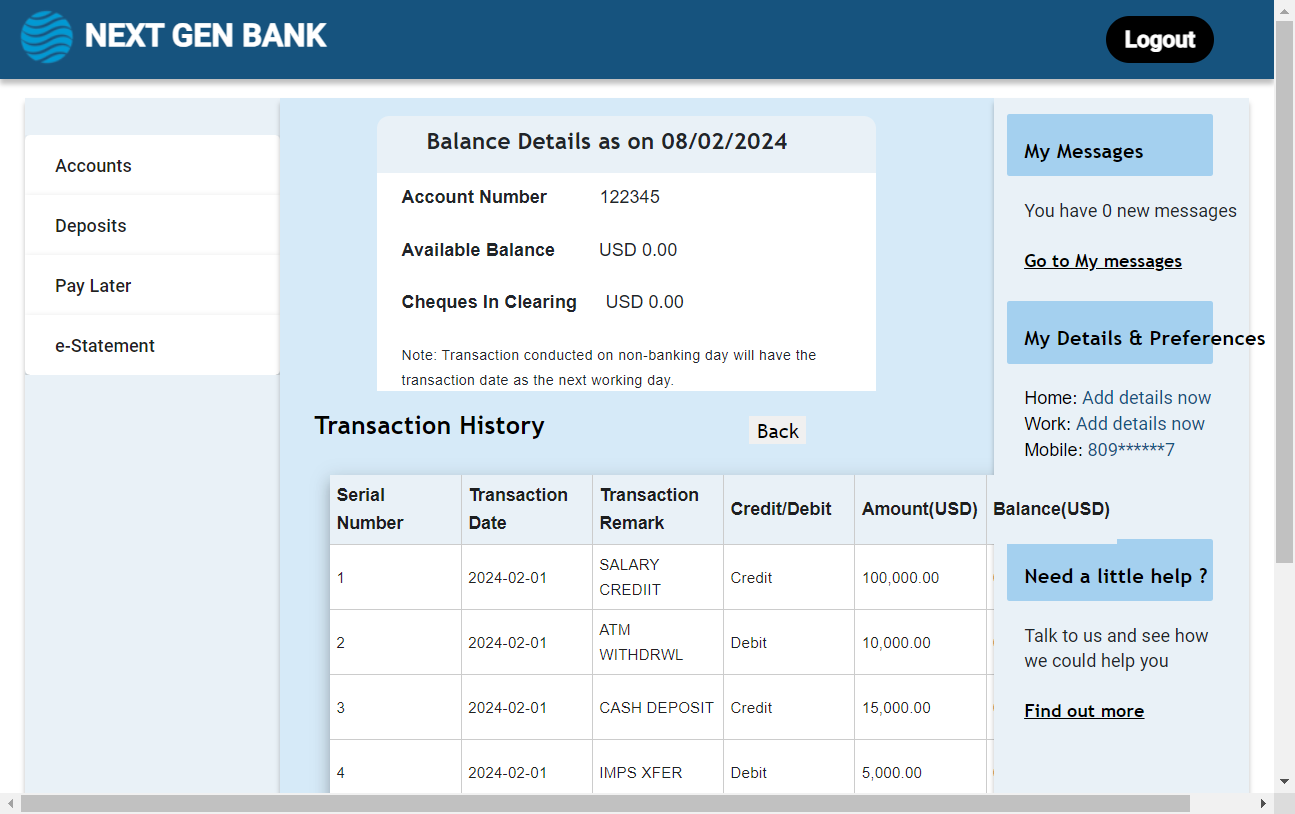 NEXT GEN BANK
Logout
Accounts
Deposits
Pay Later
e-Statement
Balance Details as on 08/02/2024
Account Number 122345
Available Balance USD 0.00
Cheques In Clearing USD 0.00
Note: Transaction conducted on non-banking day will have the
transaction date as the next working day.
Transaction History
Back
Serial Number Transaction Date Transaction Remark Credit/Debit Amount(USD) Balance(USD)
1 2024-02-01 SALARY CREDIIT Credit 100,000.00
2 2024-02-01 ATM WITHDRWL Debit 10,000.00
3 2024-02-01 CASH DEPOSIT Credit 15,000.00
4 2024-02-01 IMPS XFER Debit 5,000.00
My Messages
You have 0 new messages
Go to My messages
My Details & Preferences
Home: Add details now
Work: Add details now
Mobile: 809******7
Need a little help ?
Talk to us and see how
we could help you
Find out more